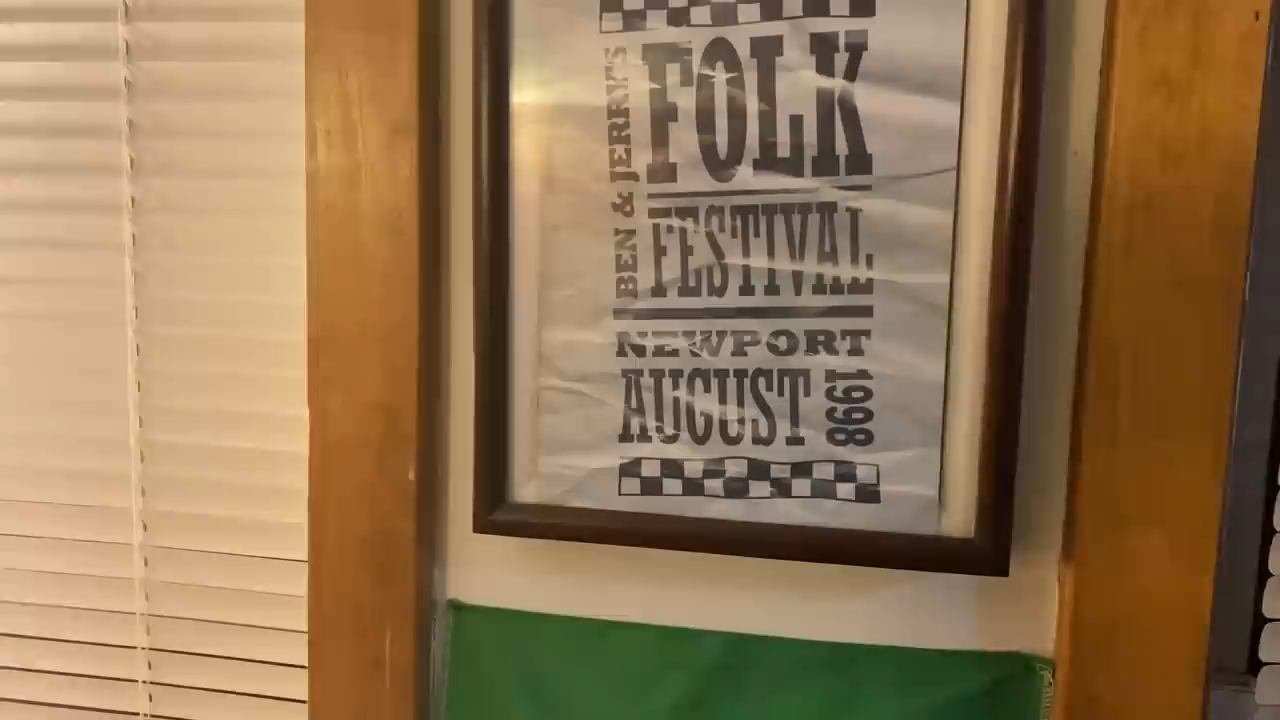 BEN & JERRY'S
FOLK
FESTIVAL
NEWPORT
AUGUST 1998